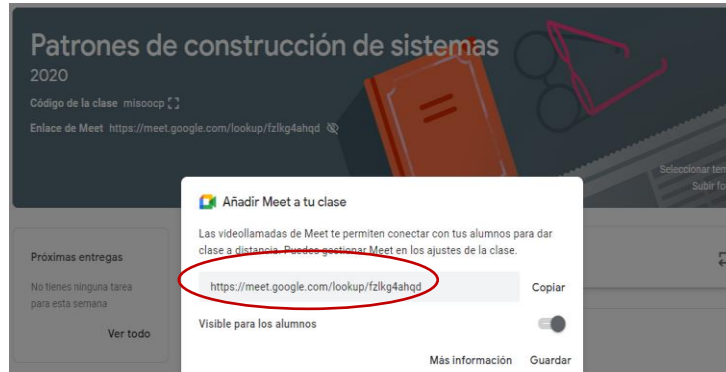 Patrones de construcción de sistemas
2020
Código de la clase misoocp
Enlace de Meet https://meet.google.com/lookup/fzlkg4ahqd
Seleccionar tem
Subir fo
Añadir Meet a tu clase
Las videollamadas de Meet te permiten conectar con tus alumnos para dar
clase a distancia. Puedes gestionar Meet en los ajustes de la clase.
Próximas entregas
No tienes ninguna tarea
para esta semana
Ver todo
https://meet.google.com/lookup/fzlkg4ahqd
Copiar
Visible para los alumnos
Más información
Guardar